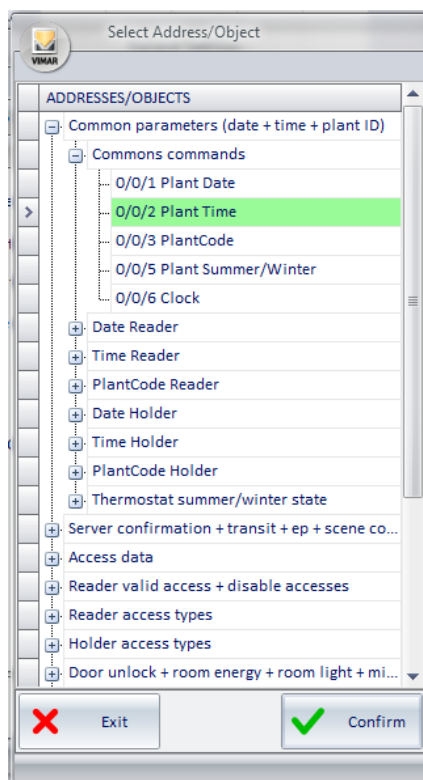 Select Address/Object
VIMAR
ADDRESSES/OBJECTS
Common parameters (date + time + plant ID)
Commons commands
0/0/1 Plant Date
0/0/2 Plant Time
0/0/3 PlantCode
0/0/5 Plant Summer/Winter
0/0/6 Clock
Date Reader
Time Reader
PlantCode Reader
Date Holder
Time Holder
PlantCode Holder
Thermostat summer/winter state
Server confirmation + transit + ep + scene co...
Access data
Reader valid access + disable accesses
Reader access types
Holder access types
Door unlock + room energy + room light + mi...
Exit
Confirm